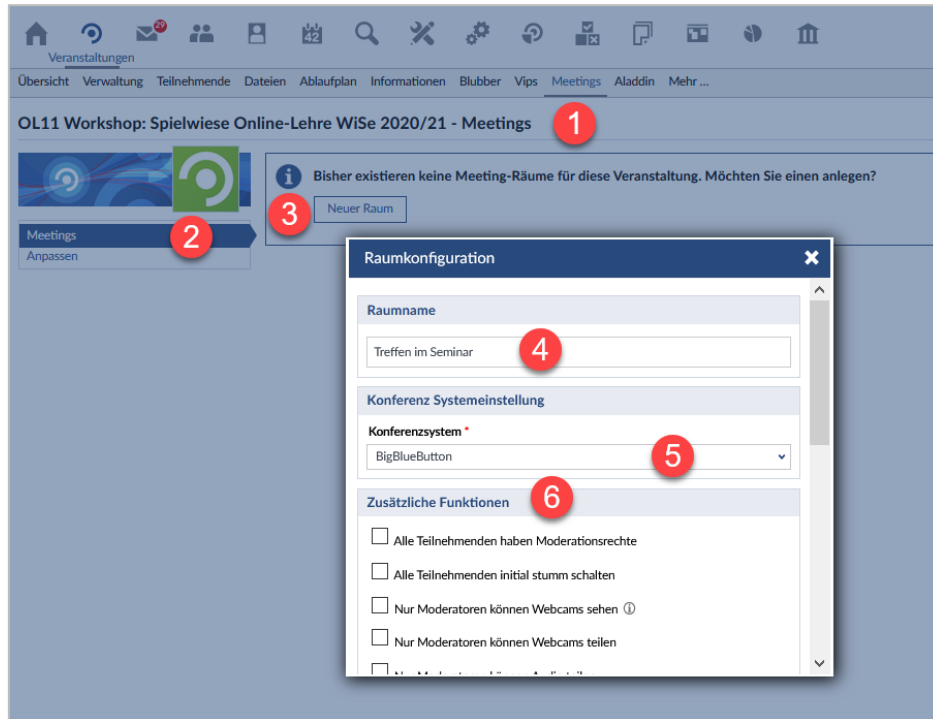 29
42
Veranstaltungen
Übersicht Verwaltung Teilnehmende Dateien Ablaufplan Informationen Blubber Vips Meetings Aladdin Mehr ...
OL11 Workshop: Spielwiese Online-Lehre WiSe 2020/21 - Meetings
1
Bisher existieren keine Meeting-Räume für diese Veranstaltung. Möchten Sie einen anlegen?
3
Neuer Raum
Meetings
2
Anpassen
Raumkonfiguration
Raumname
Treffen im Seminar
4
Konferenz Systemeinstellung
Konferenzsystem *
BigBlueButton
5
Zusätzliche Funktionen
6
Alle Teilnehmenden haben Moderationsrechte
Alle Teilnehmenden initial stumm schalten
Nur Moderatoren können Webcams sehen
Nur Moderatoren können Webcams teilen